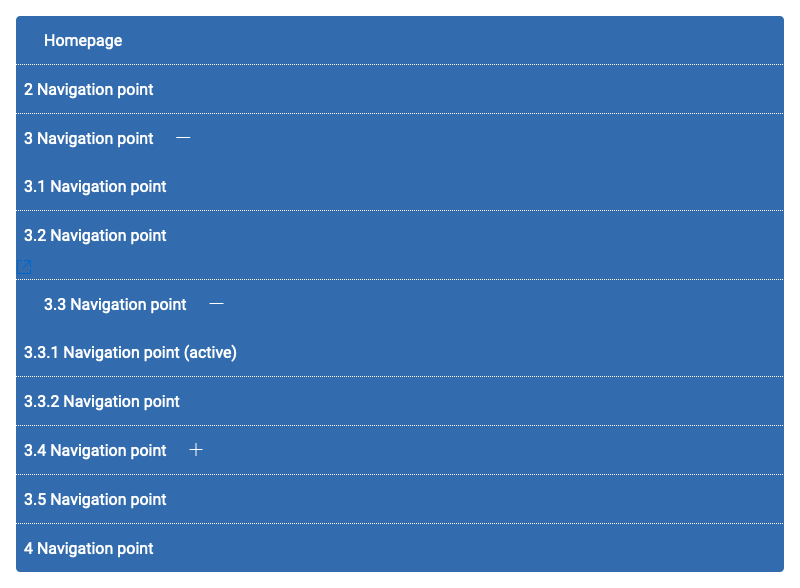 Homepage
2 Navigation point
3 Navigation point
3.1 Navigation point
3.2 Navigation point
3.3 Navigation point
3.3.1 Navigation point (active)
3.3.2 Navigation point
3.4 Navigation point
3.5 Navigation point
4 Navigation point